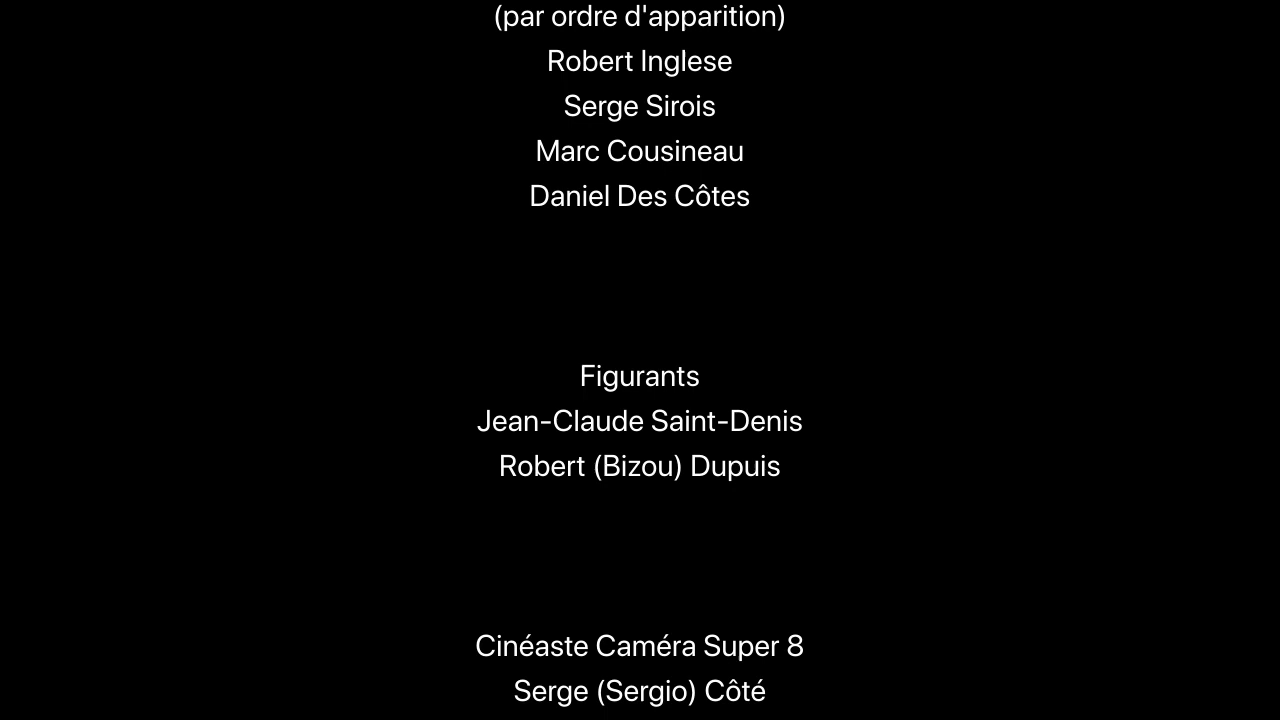 (par ordre d'apparition)
Robert Inglese
Serge Sirois
Marc Cousineau
Daniel Des Côtes
Figurants
Jean-Claude Saint-Denis
Robert (Bizou) Dupuis
Cinéaste Caméra Super 8
Serge (Sergio) Côté